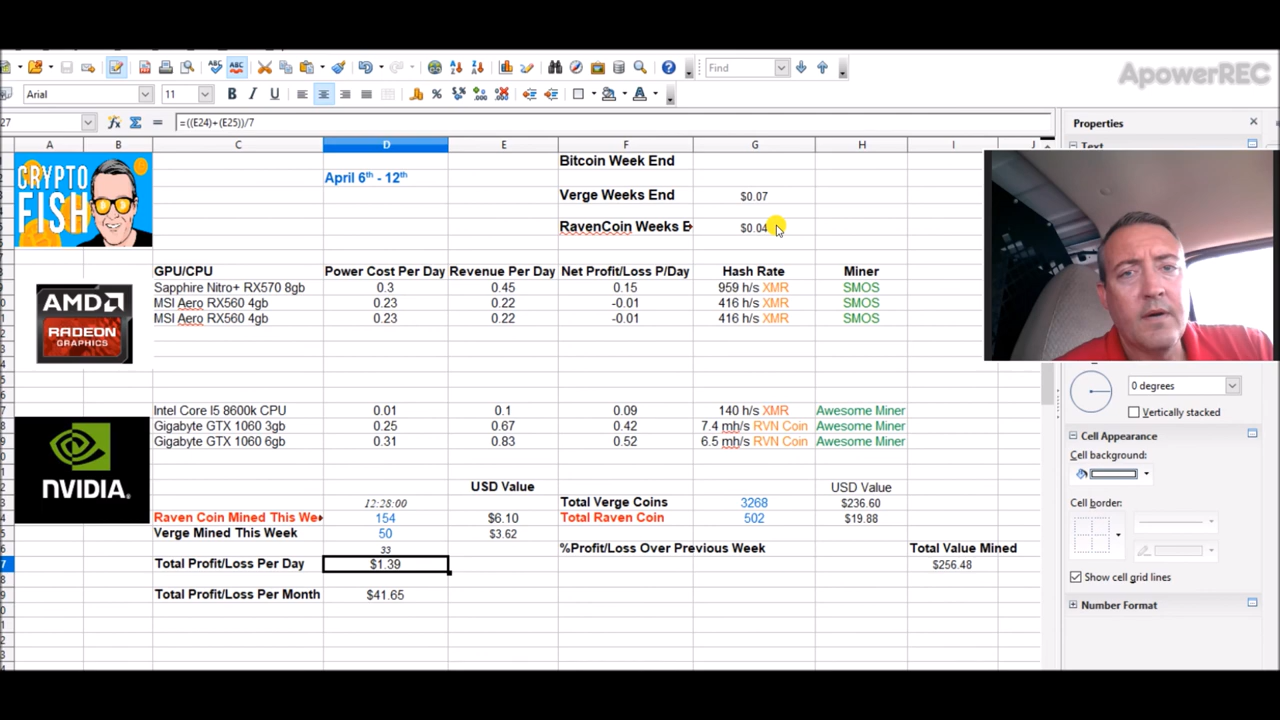 ApowerREC
Find
Arial
11
27
=((E24)+(E25))/7
Properties
Text
A B C D E F G H I J
CRYPTO
FISH
April 6th - 12th
Bitcoin Week End
Verge Weeks End $0.07
RavenCoin Weeks E $0.04
GPU/CPU Power Cost Per Day Revenue Per Day Net Profit/Loss P/Day Hash Rate Miner
Sapphire Nitro+ RX570 8gb 0.3 0.45 0.15 959 h/s XMR SMOS
MSI Aero RX560 4gb 0.23 0.22 -0.01 416 h/s XMR SMOS
MSI Aero RX560 4gb 0.23 0.22 -0.01 416 h/s XMR SMOS
AMD
RADEON
GRAPHICS
0 degrees
Vertically stacked
Intel Core I5 8600k CPU 0.01 0.1 0.09 140 h/s XMR Awesome Miner
Gigabyte GTX 1060 3gb 0.25 0.67 0.42 7.4 mh/s RVN Coin Awesome Miner
Gigabyte GTX 1060 6gb 0.31 0.83 0.52 6.5 mh/s RVN Coin Awesome Miner
Cell Appearance
Cell background:
Cell border:
Show cell grid lines
Number Format
NVIDIA.
USD Value USD Value
12:28:00 Total Verge Coins 3268 $236.60
Raven Coin Mined This We 154 $6.10 Total Raven Coin 502 $19.88
Verge Mined This Week 50 $3.62
33 %Profit/Loss Over Previous Week Total Value Mined
Total Profit/Loss Per Day $1.39 $256.48
Total Profit/Loss Per Month $41.65